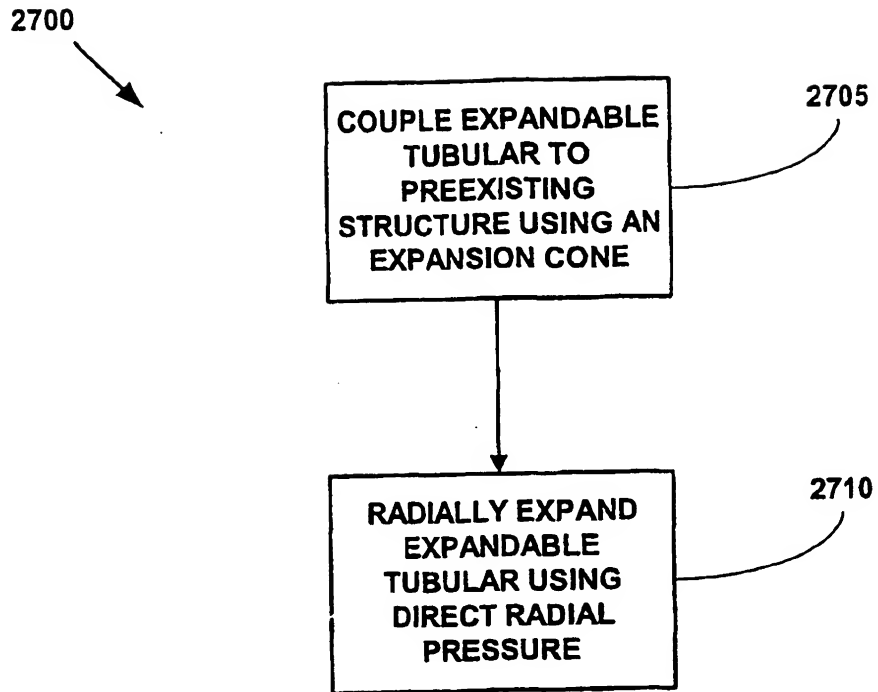 2700
COUPLE EXPANDABLE
TUBULAR TO
PREEXISTING
STRUCTURE USING AN
EXPANSION CONE
2705
RADIALLY EXPAND
EXPANDABLE
TUBULAR USING
DIRECT RADIAL
PRESSURE
2710